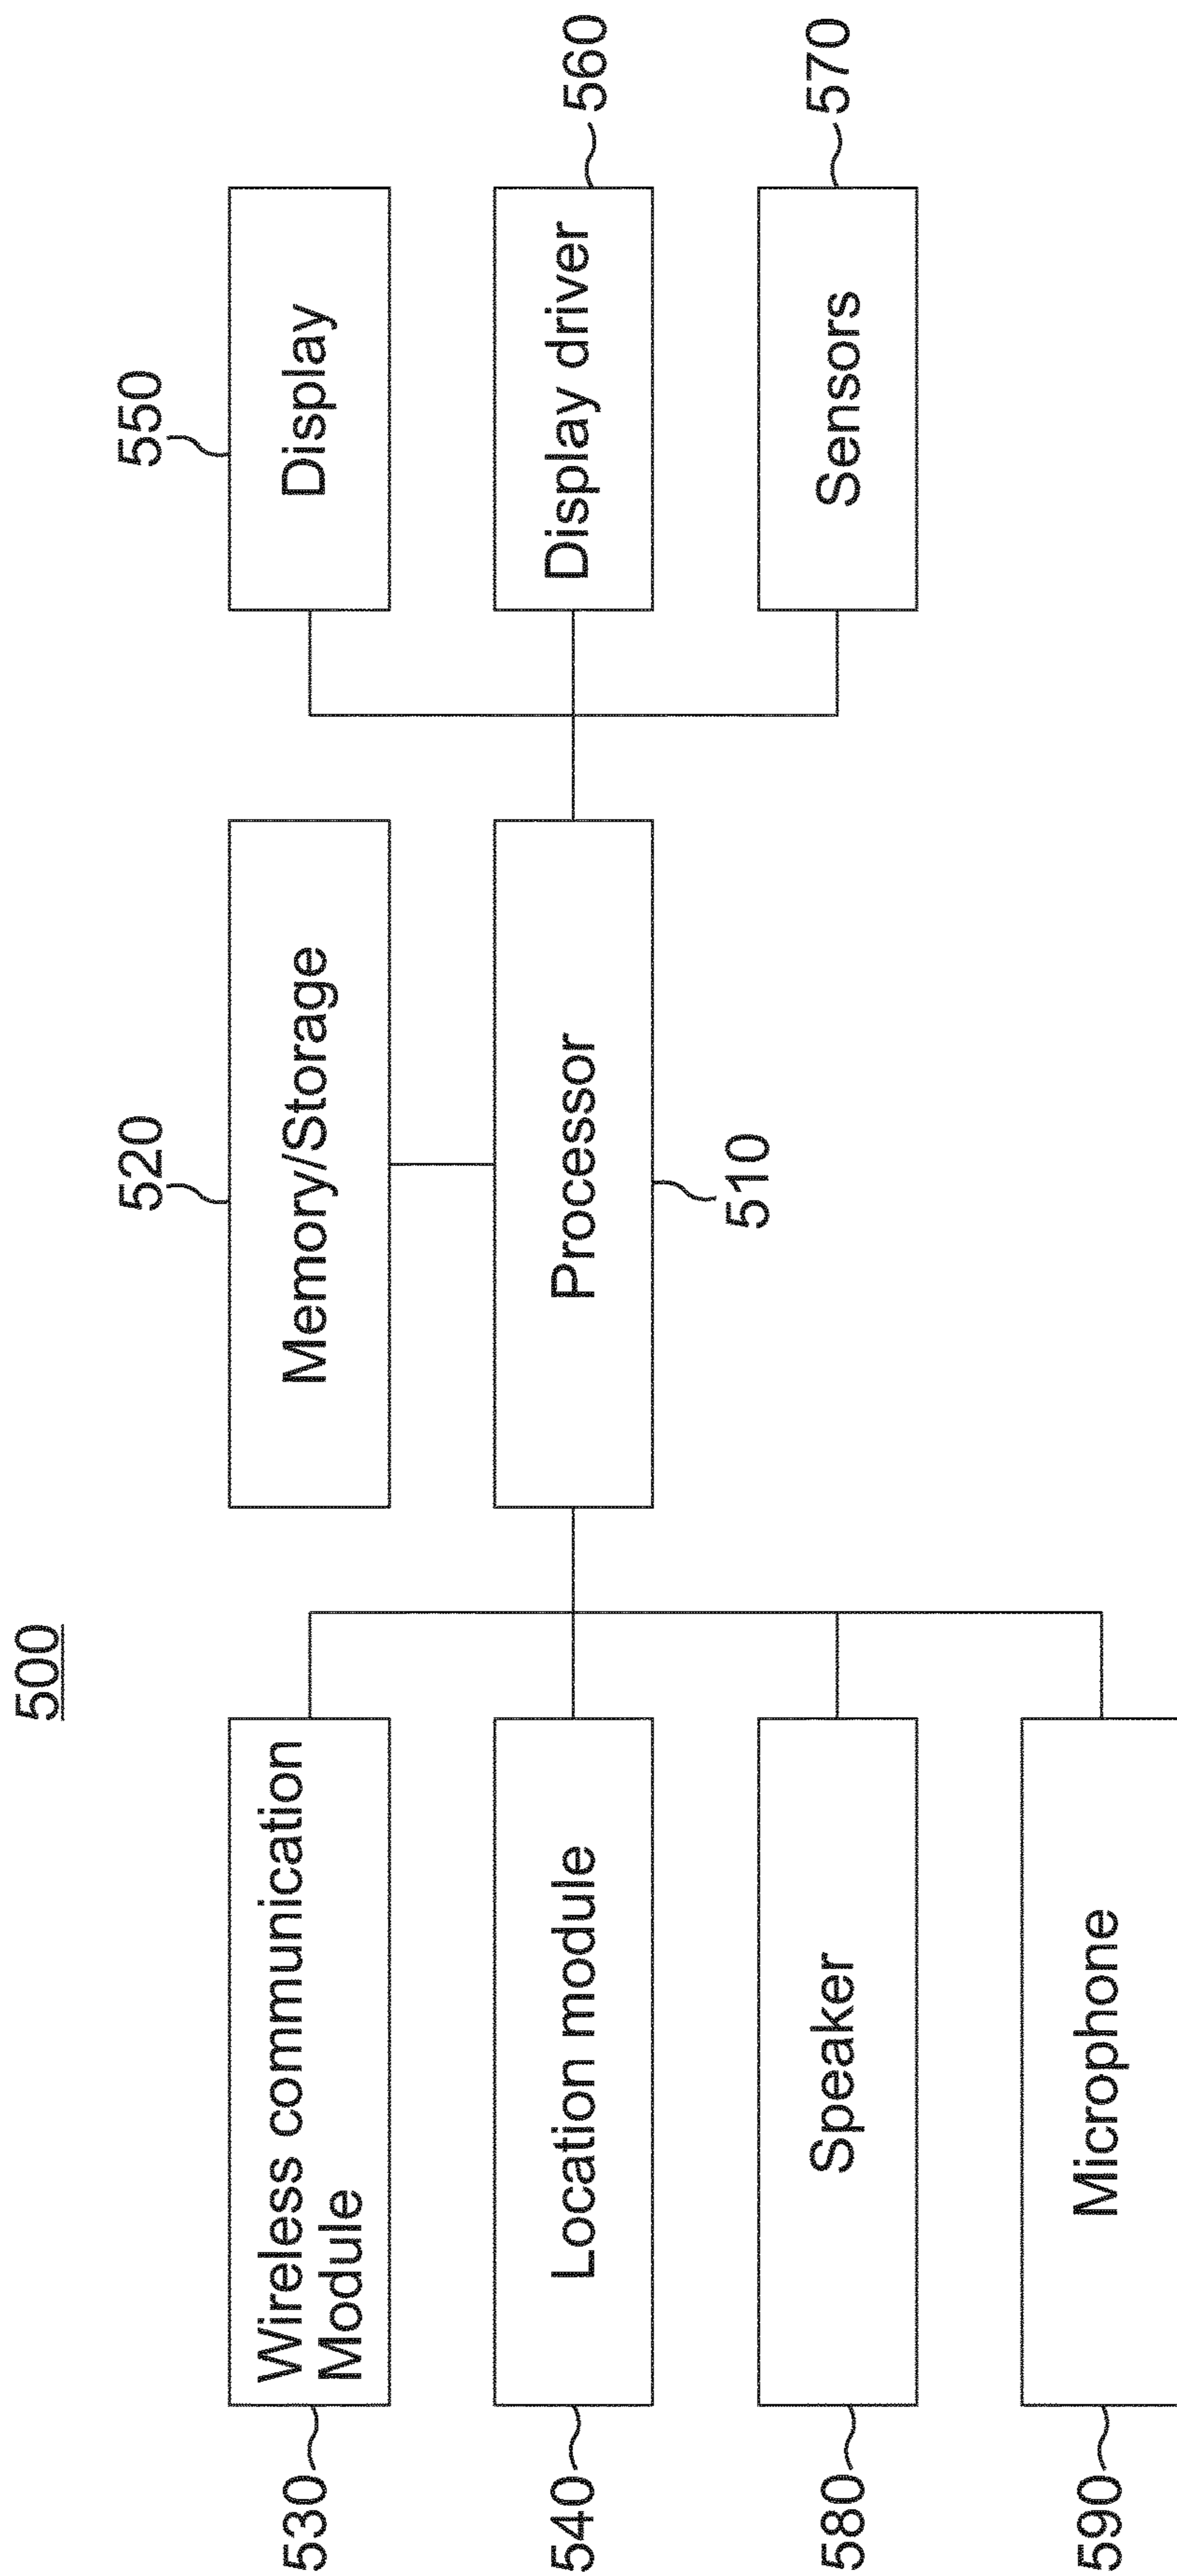 500
530
Wireless communication
Module
540
Location module
580
Speaker
590
Microphone
520
Memory/Storage
Processor
510
550
Display
Display driver
560
Sensors
570